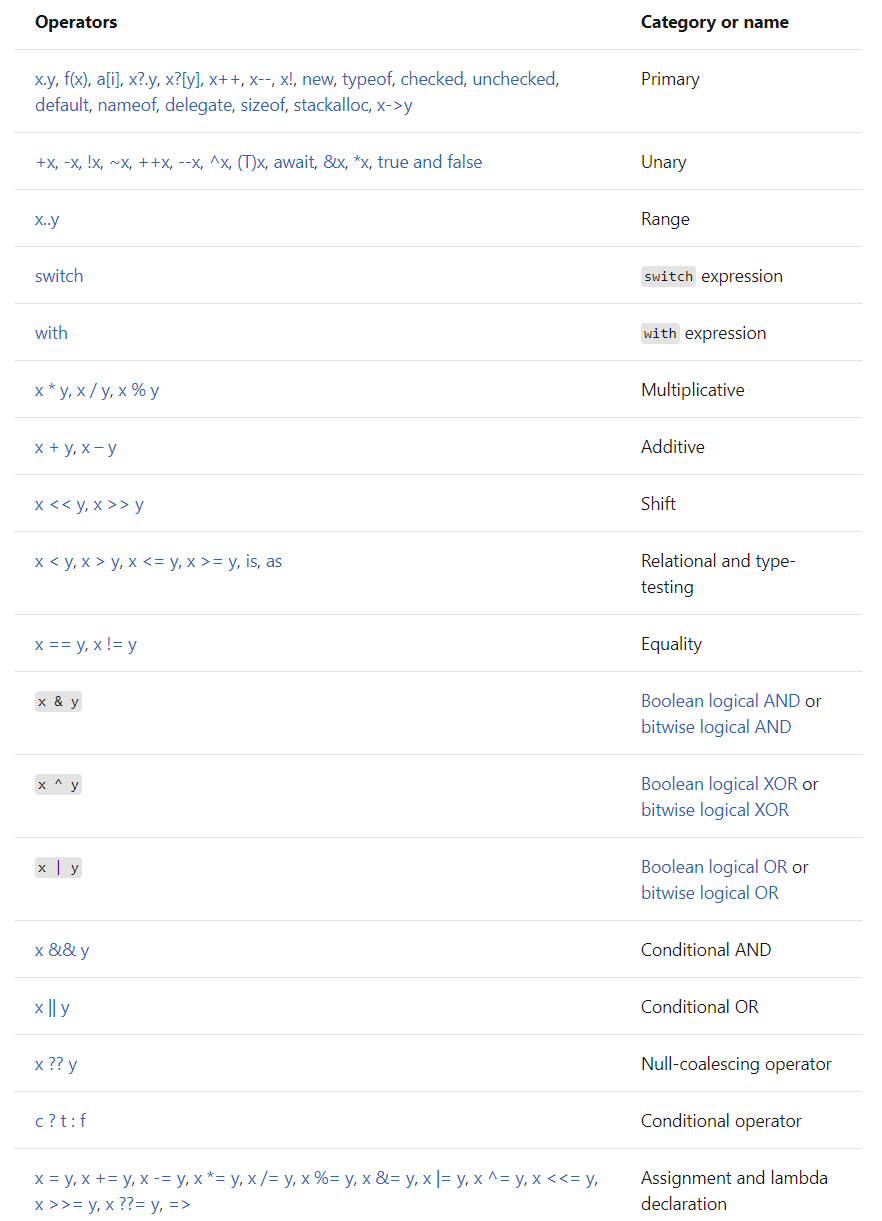 Operators Category or name
x.y, f(x), a[i], x?.y, x?[y], x++, x--, x!, new, typeof, checked, unchecked, Primary
default, nameof, delegate, sizeof, stackalloc, x->y
+x, -x, !x, ~x, ++x, --x, ^x, (T)x, await, &x, *x, true and false Unary
x..y Range
switch switch expression
with with expression
x * y, x / y, x % y Multiplicative
x + y, x – y Additive
x << y, x >> y Shift
x < y, x > y, x <= y, x >= y, is, as Relational and type-
testing
x == y, x != y Equality
x & y Boolean logical AND or
bitwise logical AND
x ^ y Boolean logical XOR or
bitwise logical XOR
x | y Boolean logical OR or
bitwise logical OR
x && y Conditional AND
x || y Conditional OR
x ?? y Null-coalescing operator
c ? t : f Conditional operator
x = y, x += y, x -= y, x *= y, x /= y, x %= y, x &= y, x |= y, x ^= y, x <<= y, Assignment and lambda
x >>= y, x ??= y, => declaration